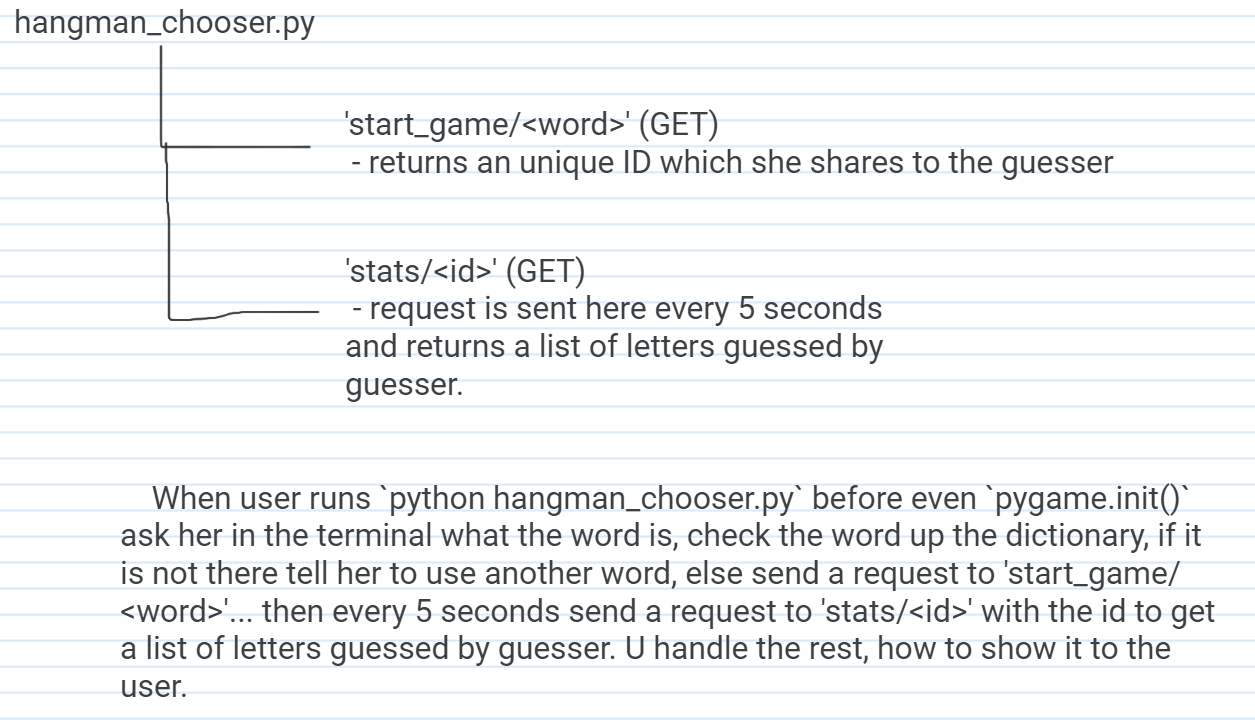 hangman_chooser.py
'start_game/<word>' (GET)
- returns an unique ID which she shares to the guesser
'stats/<id>' (GET)
- request is sent here every 5 seconds
and returns a list of letters guessed by
guesser.
When user runs `python hangman_chooser.py` before even `pygame.init()`
ask her in the terminal what the word is, check the word up the dictionary, if it
is not there tell her to use another word, else send a request to 'start_game/
<word>'... then every 5 seconds send a request to 'stats/<id>' with the id to get
a list of letters guessed by guesser. U handle the rest, how to show it to the
user.